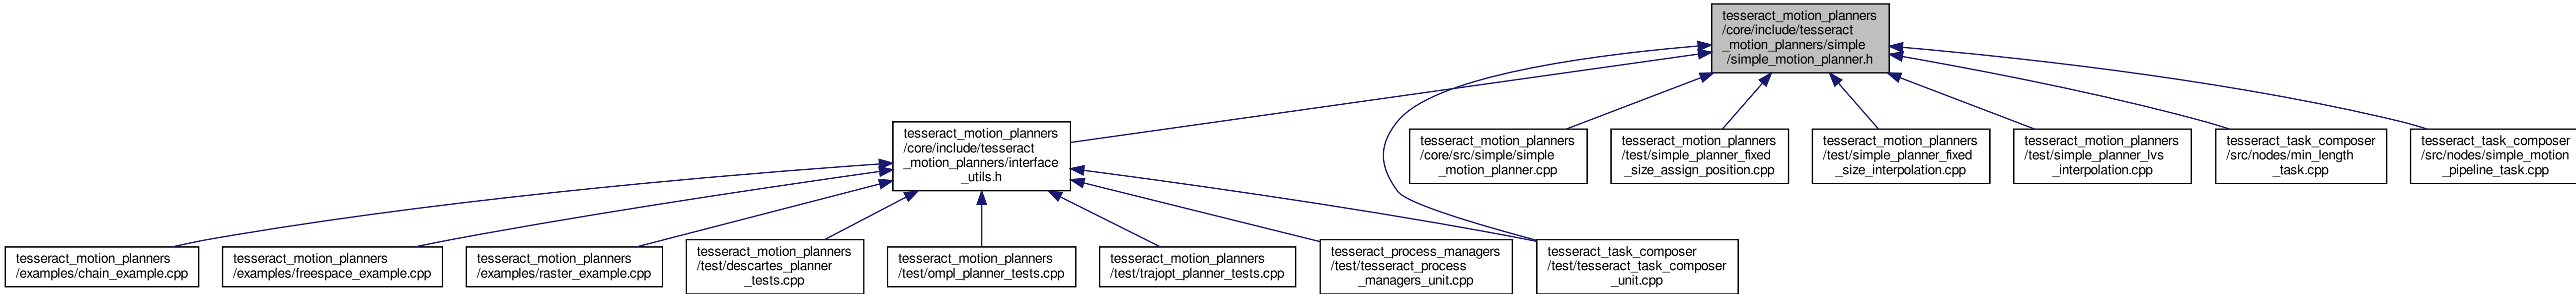 tesseract_motion_planners
/core/include/tesseract
_motion_planners/simple
/simple_motion_planner.h
tesseract_motion_planners
/core/include/tesseract
_motion_planners/interface
_utils.h
tesseract_motion_planners
/core/src/simple/simple
_motion_planner.cpp
tesseract_motion_planners
/test/simple_planner_fixed
_size_assign_position.cpp
tesseract_motion_planners
/test/simple_planner_fixed
_size_interpolation.cpp
tesseract_motion_planners
/test/simple_planner_lvs
_interpolation.cpp
tesseract_task_composer
/src/nodes/min_length
_task.cpp
tesseract_task_composer
/src/nodes/simple_motion
_pipeline_task.cpp
tesseract_motion_planners
/examples/chain_example.cpp
tesseract_motion_planners
/examples/freespace_example.cpp
tesseract_motion_planners
/examples/raster_example.cpp
tesseract_motion_planners
/test/descartes_planner
_tests.cpp
tesseract_motion_planners
/test/ompl_planner_tests.cpp
tesseract_motion_planners
/test/trajopt_planner_tests.cpp
tesseract_process_managers
/test/tesseract_process
_managers_unit.cpp
tesseract_task_composer
/test/tesseract_task_composer
_unit.cpp